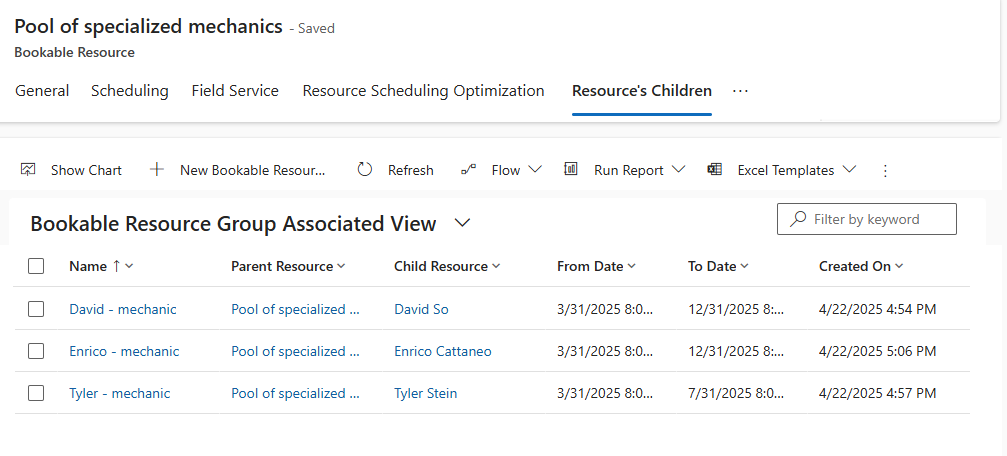 Pool of specialized mechanics - Saved
Bookable Resource
General Scheduling Field Service Resource Scheduling Optimization Resource's Children ...
Show Chart New Bookable Resour... Refresh Flow Run Report Excel Templates
Bookable Resource Group Associated View Filter by keyword
Name ↑ Parent Resource Child Resource From Date To Date Created On
David - mechanic Pool of specialized ... David So 3/31/2025 8:0... 12/31/2025 8:... 4/22/2025 4:54 PM
Enrico - mechanic Pool of specialized ... Enrico Cattaneo 3/31/2025 8:0... 12/31/2025 8:... 4/22/2025 5:06 PM
Tyler - mechanic Pool of specialized ... Tyler Stein 3/31/2025 8:0... 7/31/2025 8:0... 4/22/2025 4:57 PM